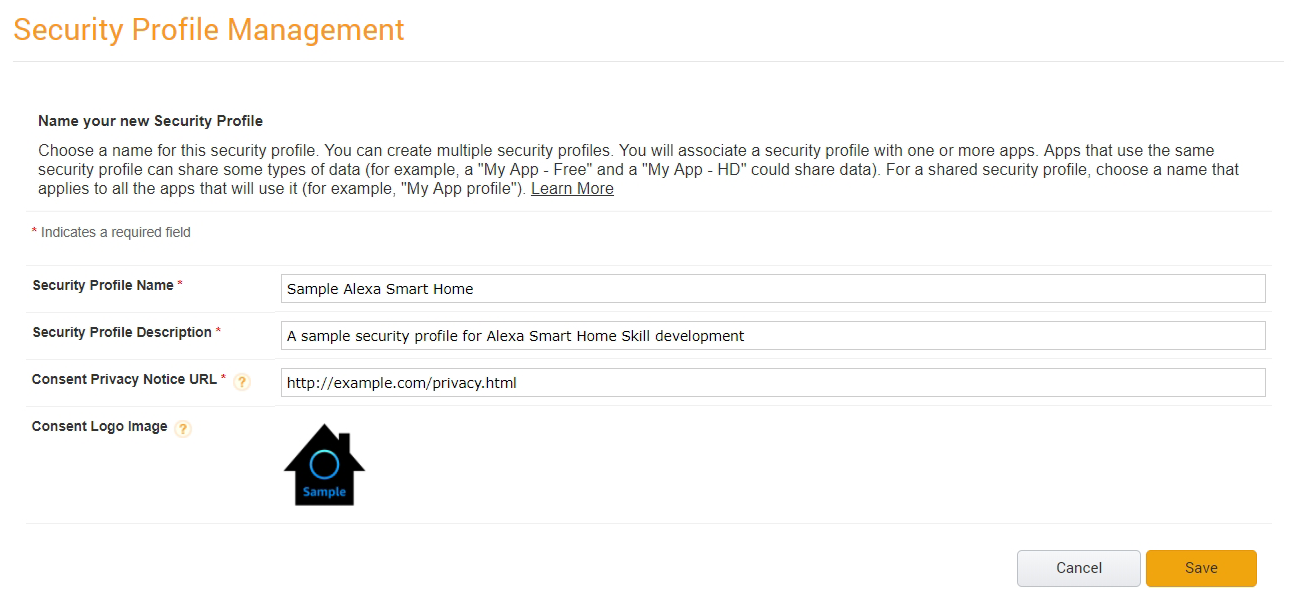 Security Profile Management
Name your new Security Profile
Choose a name for this security profile. You can create multiple security profiles. You will associate a security profile with one or more apps. Apps that use the same
security profile can share some types of data (for example, a "My App - Free" and a "My App - HD" could share data). For a shared security profile, choose a name that
applies to all the apps that will use it (for example, "My App profile"). Learn More
* Indicates a required field
Security Profile Name * Sample Alexa Smart Home
Security Profile Description * A sample security profile for Alexa Smart Home Skill development
Consent Privacy Notice URL * ? http://example.com/privacy.html
Consent Logo Image ?
Sample
Cancel Save